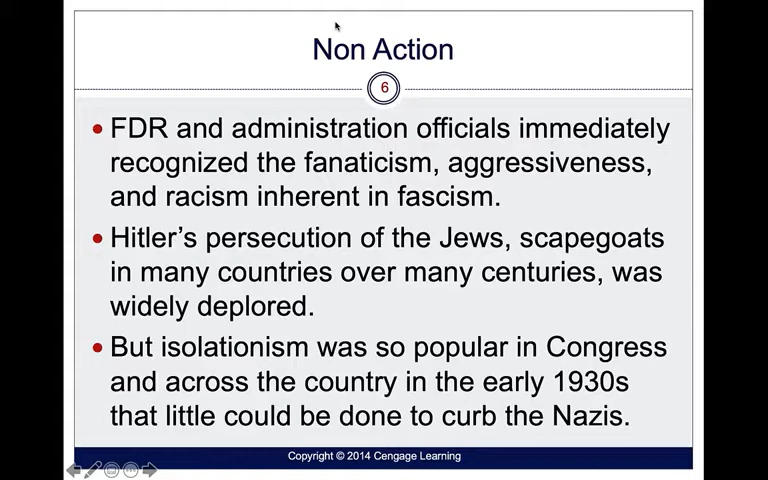 Non Action
6
• FDR and administration officials immediately
recognized the fanaticism, aggressiveness,
and racism inherent in fascism.
• Hitler’s persecution of the Jews, scapegoats
in many countries over many centuries, was
widely deplored.
• But isolationism was so popular in Congress
and across the country in the early 1930s
that little could be done to curb the Nazis.
Copyright © 2014 Cengage Learning